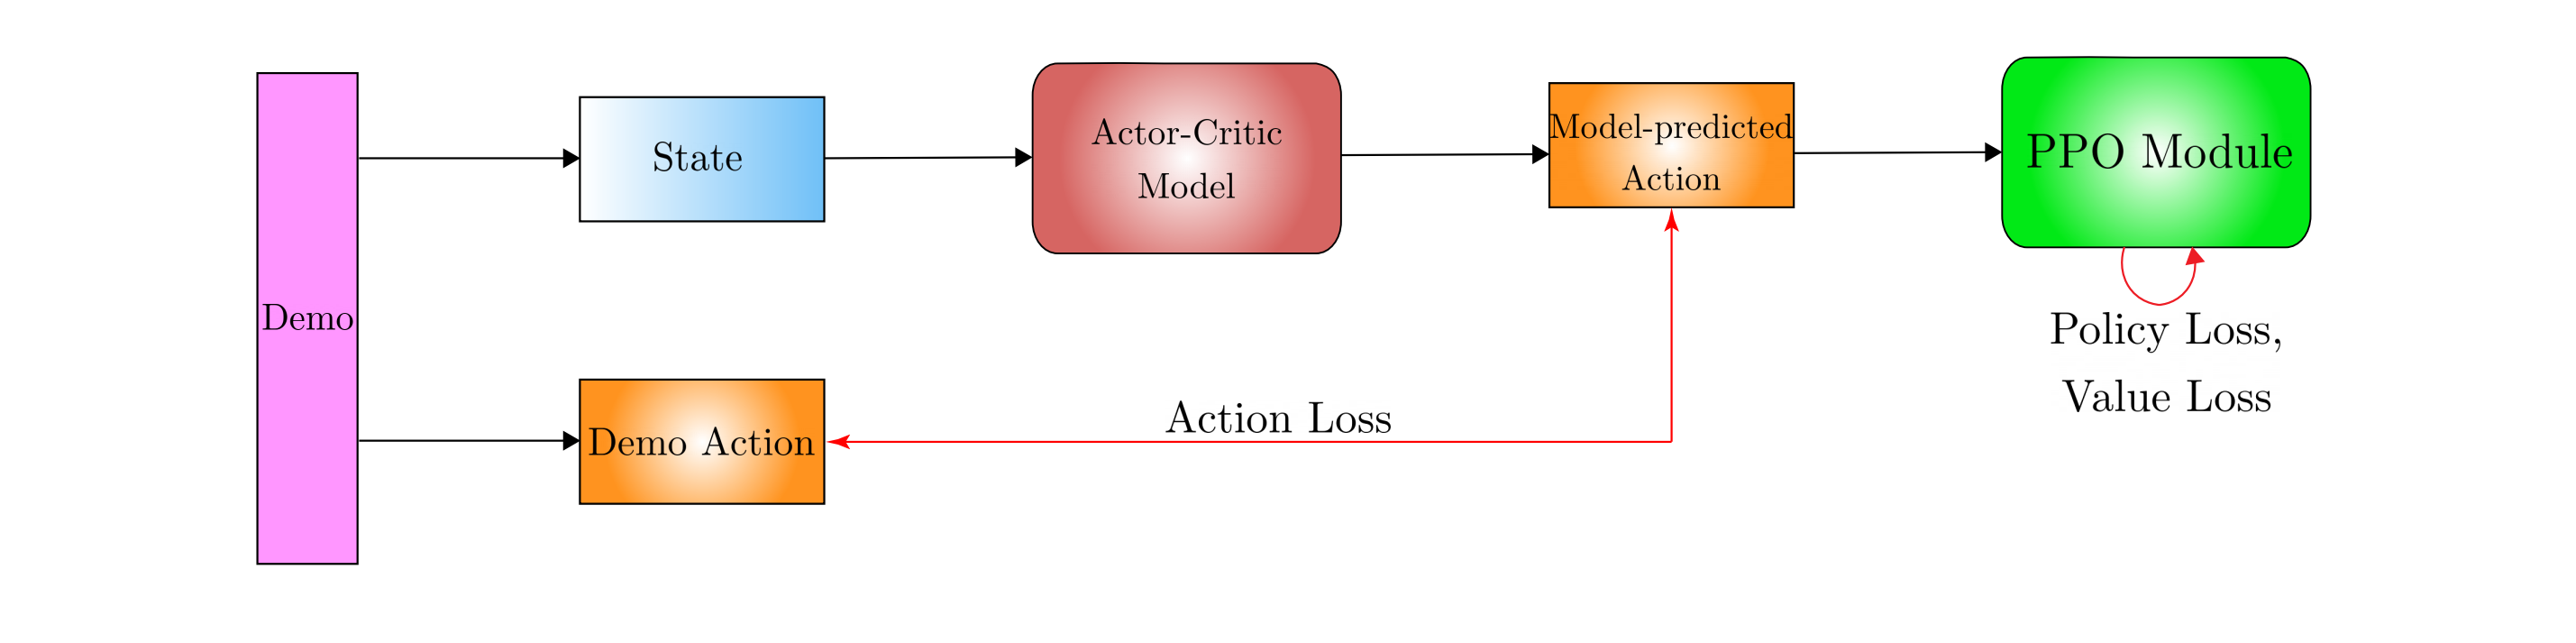 Demo
State
Actor-Critic
Model
Model-predicted
Action
PPO Module
Policy Loss,
Value Loss
Demo Action
Action Loss